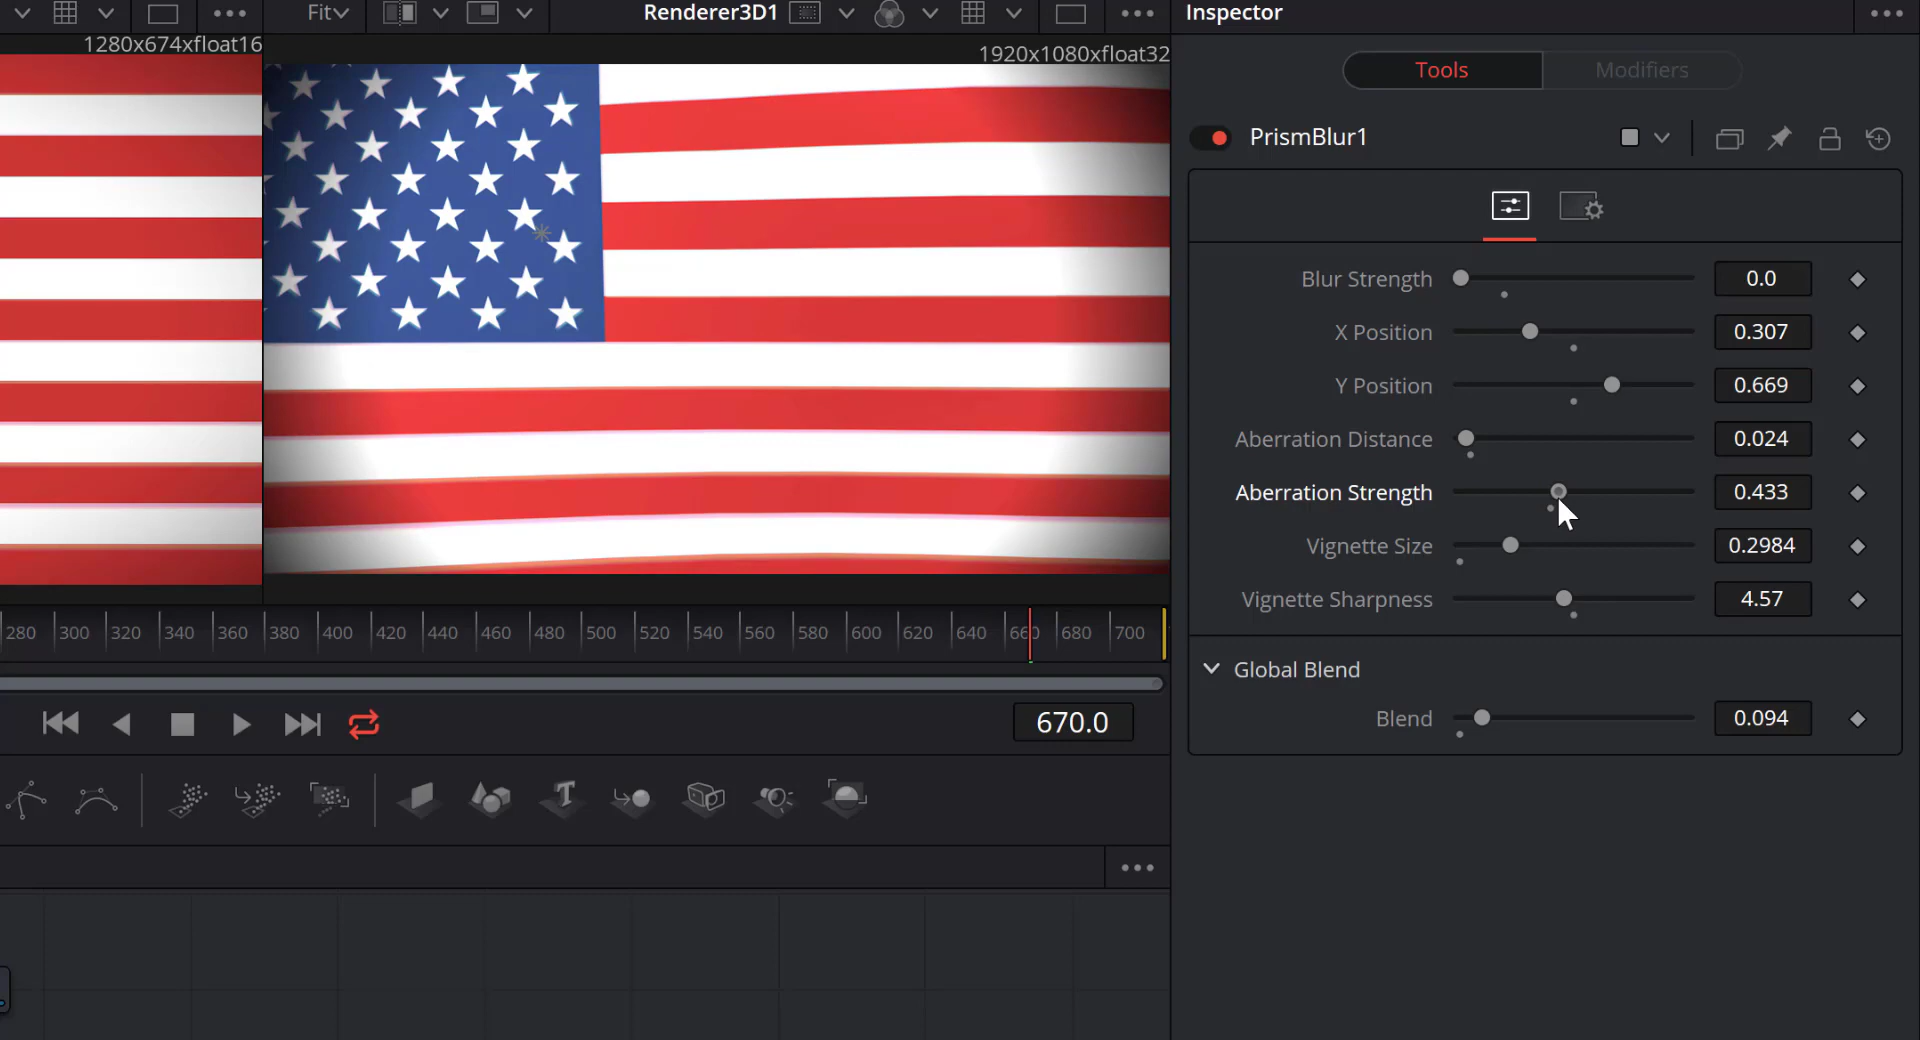 Fit
Renderer3D1
Inspector
1280x674xfloat16
1920x1080xfloat32
Tools
Modifiers
PrismBlur1
Blur Strength 0.0
X Position 0.307
Y Position 0.669
Aberration Distance 0.024
Aberration Strength 0.433
Vignette Size 0.2984
Vignette Sharpness 4.57
Global Blend
Blend 0.094
280 300 320 340 360 380 400 420 440 460 480 500 520 540 560 580 600 620 640 660 680 700
670.0
T